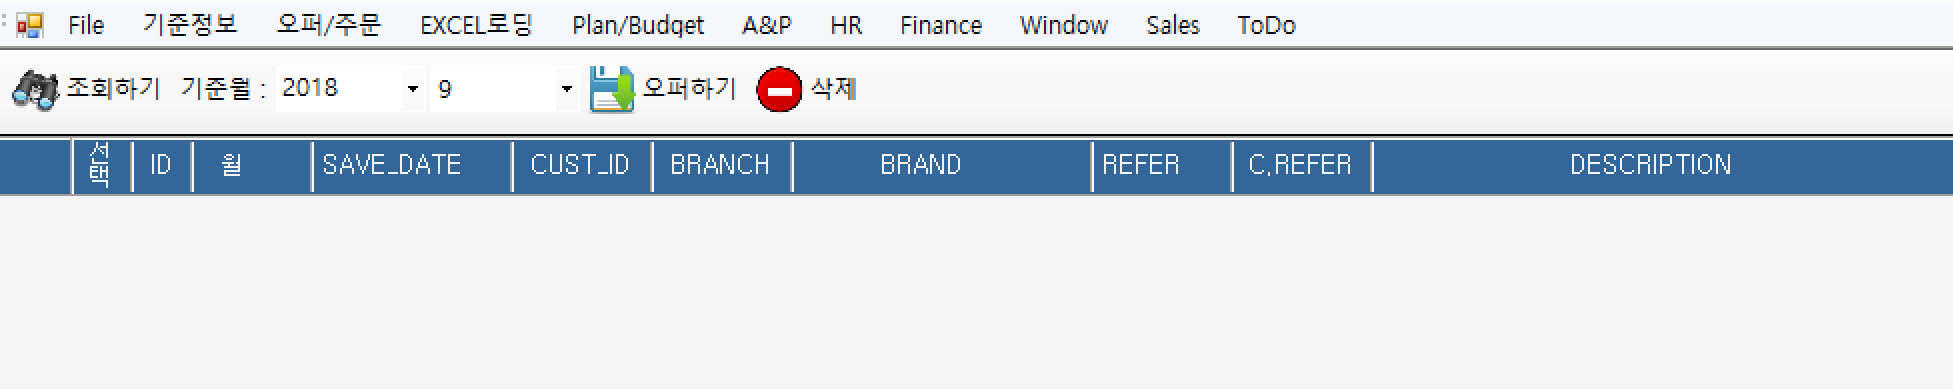 File 기준정보 오퍼/주문 EXCEL로딩 Plan/Budget A&P HR Finance Window Sales ToDo
조회하기 기준월 : 2018 9 오퍼하기 삭제
선택 ID 월 SAVE_DATE CUST_ID BRANCH BRAND REFER C.REFER DESCRIPTION